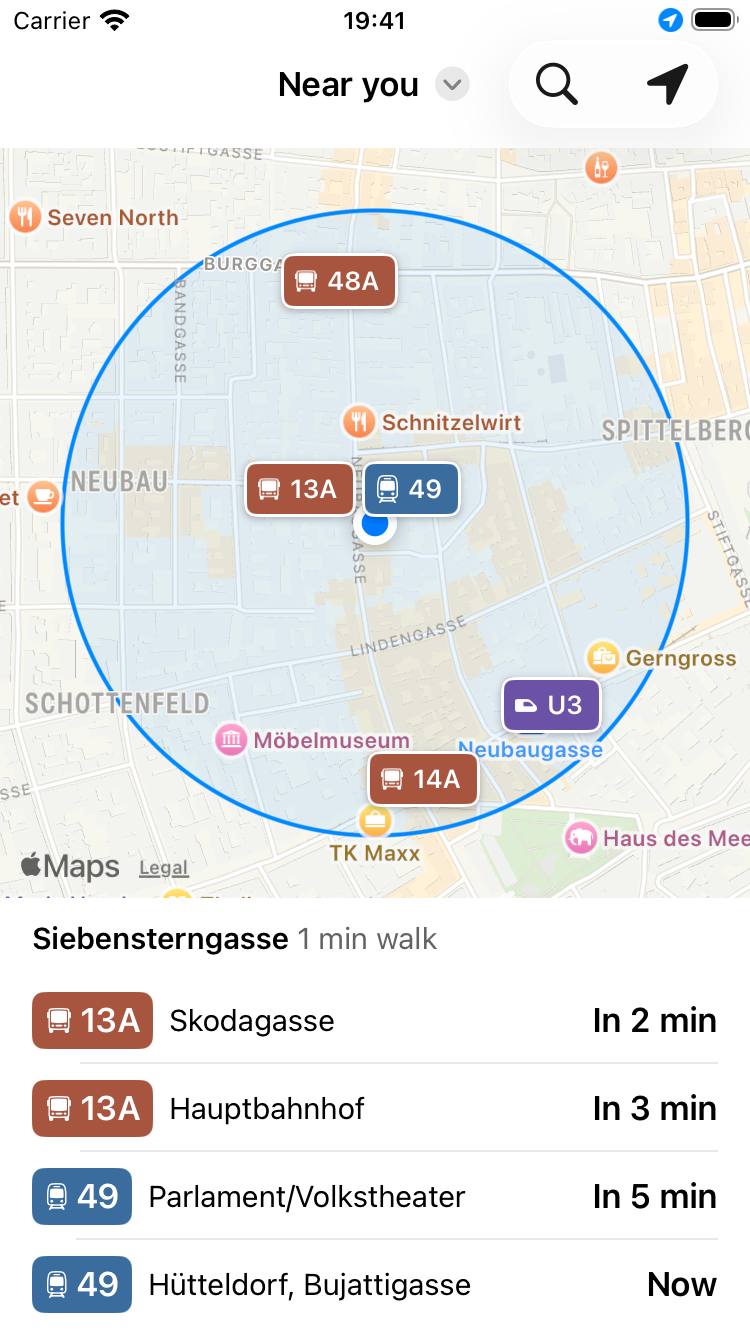 Carrier
19:41
Near you
Seven North
BURGGA
48A
BANDGASSE
Schnitzelwirt
SPITTELBERG
NEUBAU
13A
49
et
STIFTGASSE
LINDENGASSE
Gerngross
SCHOTTENFELD
U3
Möbelmuseum
Neubaugasse
14A
SSE
TK Maxx
Haus des Mee
Maps
Legal
Siebensterngasse 1 min walk
13A Skodagasse In 2 min
13A Hauptbahnhof In 3 min
49 Parlament/Volkstheater In 5 min
49 Hütteldorf, Bujattigasse Now